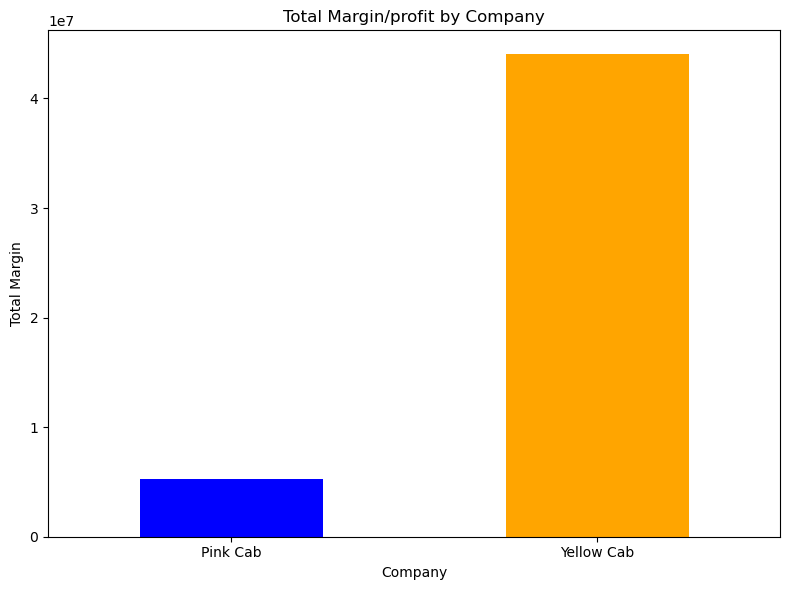 Total Margin/profit by Company
1e7
4
3
2
1
0
Total Margin
Pink Cab
Yellow Cab
Company